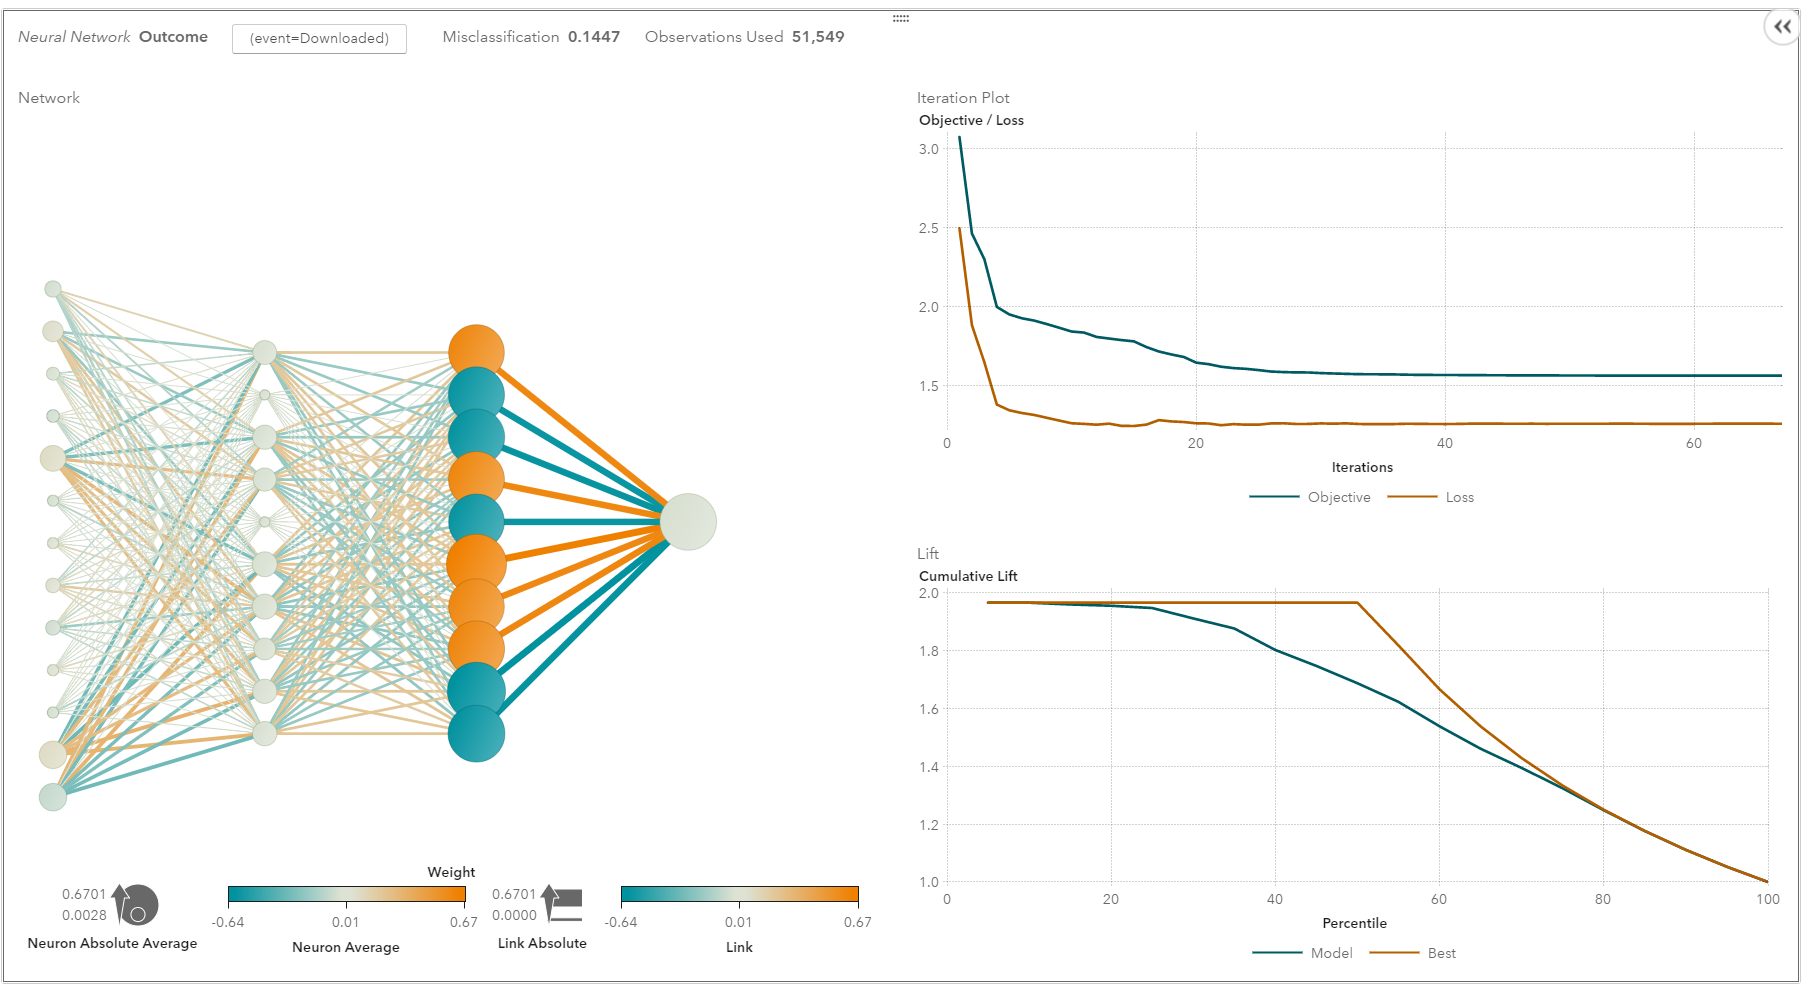 Neural Network Outcome (event=Downloaded) Misclassification 0.1447 Observations Used 51,549
Network
Weight
0.6701
0.0028
Neuron Absolute Average
-0.64 0.01 0.67
Neuron Average
0.6701
0.0000
Link Absolute
-0.64 0.01 0.67
Link
Iteration Plot
Objective / Loss
3.0
2.5
2.0
1.5
0 20 40 60
Iterations
Objective Loss
Lift
Cumulative Lift
2.0
1.8
1.6
1.4
1.2
1.0
0 20 40 60 80 100
Percentile
Model Best